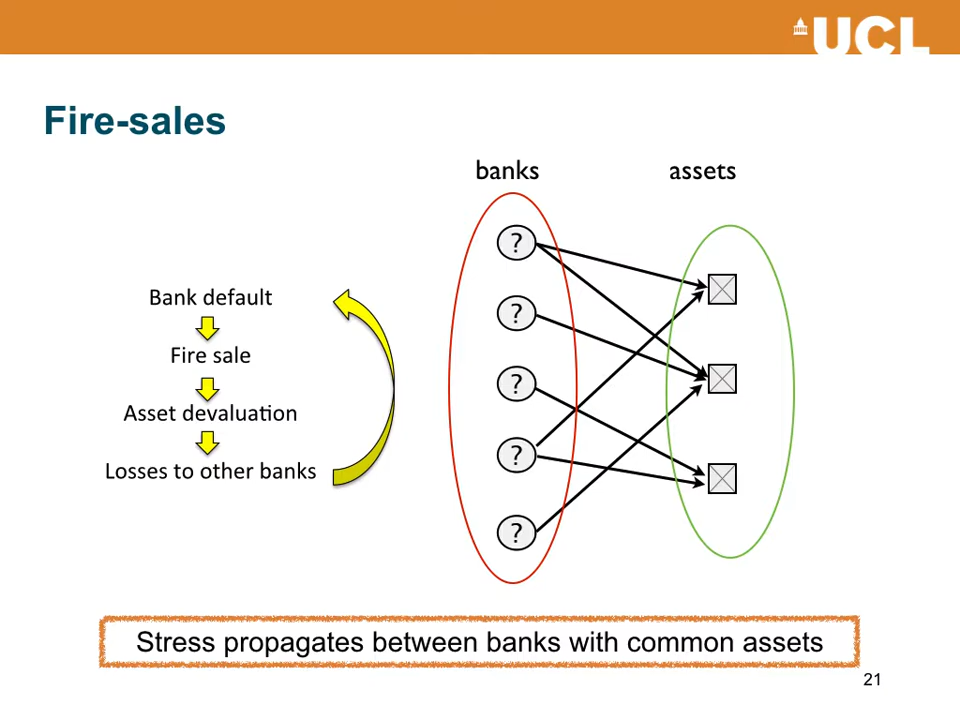 UCL
Fire-sales
banks
assets
Bank default
Fire sale
Asset devaluation
Losses to other banks
?
?
?
?
?
Stress propagates between banks with common assets
21